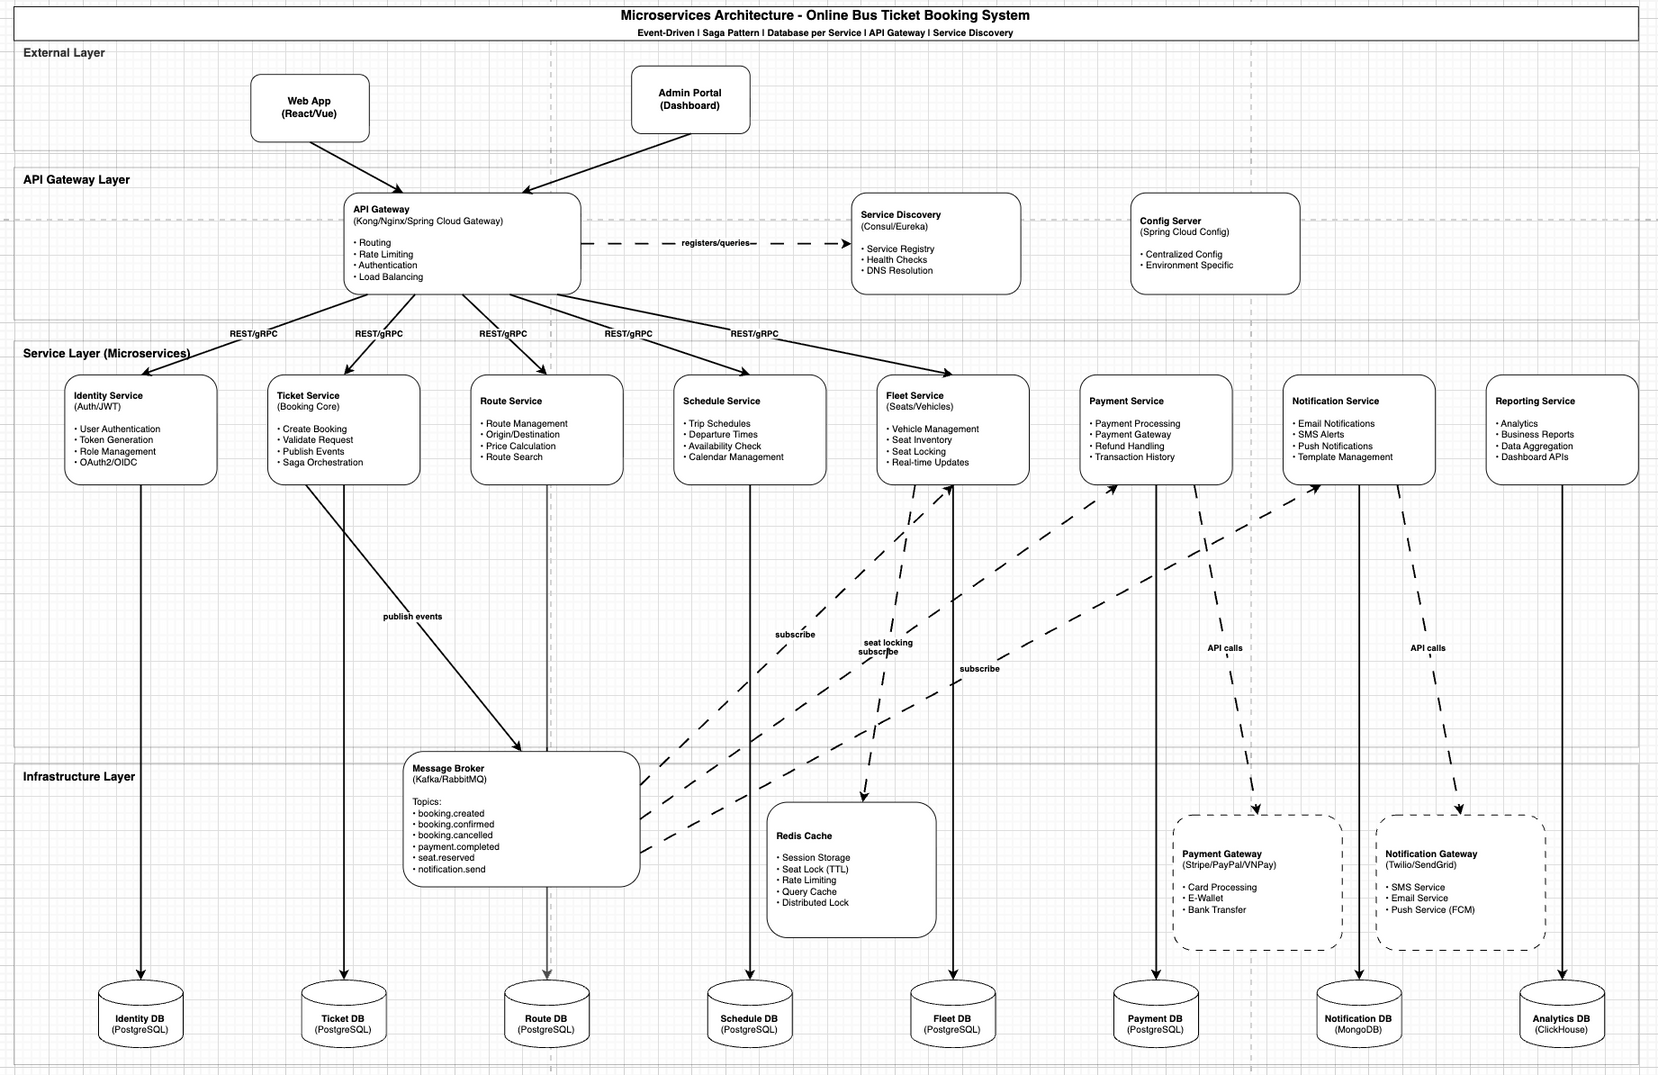 Microservices Architecture - Online Bus Ticket Booking System
Event-Driven | Saga Pattern | Database per Service | API Gateway | Service Discovery
External Layer
Web App
(React/Vue)
Admin Portal
(Dashboard)
API Gateway Layer
API Gateway
(Kong/Nginx/Spring Cloud Gateway)
• Routing
• Rate Limiting
• Authentication
• Load Balancing
registers/queries
Service Discovery
(Consul/Eureka)
• Service Registry
• Health Checks
• DNS Resolution
Config Server
(Spring Cloud Config)
• Centralized Config
• Environment Specific
REST/gRPC
REST/gRPC
REST/gRPC
REST/gRPC
REST/gRPC
Service Layer (Microservices)
Identity Service
(Auth/JWT)
• User Authentication
• Token Generation
• Role Management
• OAuth2/OIDC
Ticket Service
(Booking Core)
• Create Booking
• Validate Request
• Publish Events
• Saga Orchestration
Route Service
• Route Management
• Origin/Destination
• Price Calculation
• Route Search
Schedule Service
• Trip Schedules
• Departure Times
• Availability Check
• Calendar Management
Fleet Service
(Seats/Vehicles)
• Vehicle Management
• Seat Inventory
• Seat Locking
• Real-time Updates
Payment Service
• Payment Processing
• Payment Gateway
• Refund Handling
• Transaction History
Notification Service
• Email Notifications
• SMS Alerts
• Push Notifications
• Template Management
Reporting Service
• Analytics
• Business Reports
• Data Aggregation
• Dashboard APIs
publish events
subscribe
seat locking
subscribe
subscribe
API calls
API calls
Infrastructure Layer
Message Broker
(Kafka/RabbitMQ)
Topics:
• booking.created
• booking.confirmed
• booking.cancelled
• payment.completed
• seat.reserved
• notification.send
Redis Cache
• Session Storage
• Seat Lock (TTL)
• Rate Limiting
• Query Cache
• Distributed Lock
Payment Gateway
(Stripe/PayPal/VNPay)
• Card Processing
• E-Wallet
• Bank Transfer
Notification Gateway
(Twilio/SendGrid)
• SMS Service
• Email Service
• Push Service (FCM)
Identity DB
(PostgreSQL)
Ticket DB
(PostgreSQL)
Route DB
(PostgreSQL)
Schedule DB
(PostgreSQL)
Fleet DB
(PostgreSQL)
Payment DB
(PostgreSQL)
Notification DB
(MongoDB)
Analytics DB
(ClickHouse)